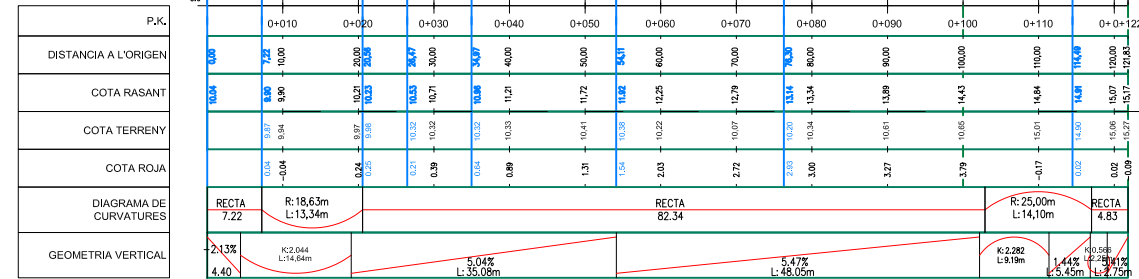 P.K. 0+010 0+020 0+030 0+040 0+050 0+060 0+070 0+080 0+090 0+100 0+110 0+122
DISTANCIA A L'ORIGEN 0,00 7,22 10,00 20,00 20,56 26,47 30,00 34,97 40,00 50,00 54,11 60,00 70,00 76,30 80,00 90,00 100,00 110,00 114,49 120,00 121,83
COTA RASANT 10.04 9.90 9,90 10,21 10.23 10.53 10,71 10.96 11,21 11,72 11.92 12,25 12,79 13.14 13,34 13,89 14,43 14,84 14.91 15,07 15,17
COTA TERRENY 9.87 9,94 9,97 9.98 10.32 10,32 10.32 10,33 10,41 10.38 10,22 10,07 10.20 10,34 10,61 10,65 15,01 14.90 15,06 15,27
COTA ROJA 0.04 -0.04 0.24 0.25 0.21 0.39 0.64 0.89 1.31 1.54 2.03 2.72 2.93 3.00 3.27 3.79 -0.17 0.02 0.02 -0.09
DIAGRAMA DE
CURVATURES
RECTA
7.22
R:18,63m
L:13,34m
RECTA
82.34
R:25,00m
L:14,10m
RECTA
4.83
GEOMETRIA VERTICAL
-2.13%
4.40
K:2.044
L:14,64m
5.04%
L:35.08m
5.47%
L:48.05m
K:2.282
L:9.19m
1.44%
L:5.45m
K:0.566
5.41%
L:2.75m